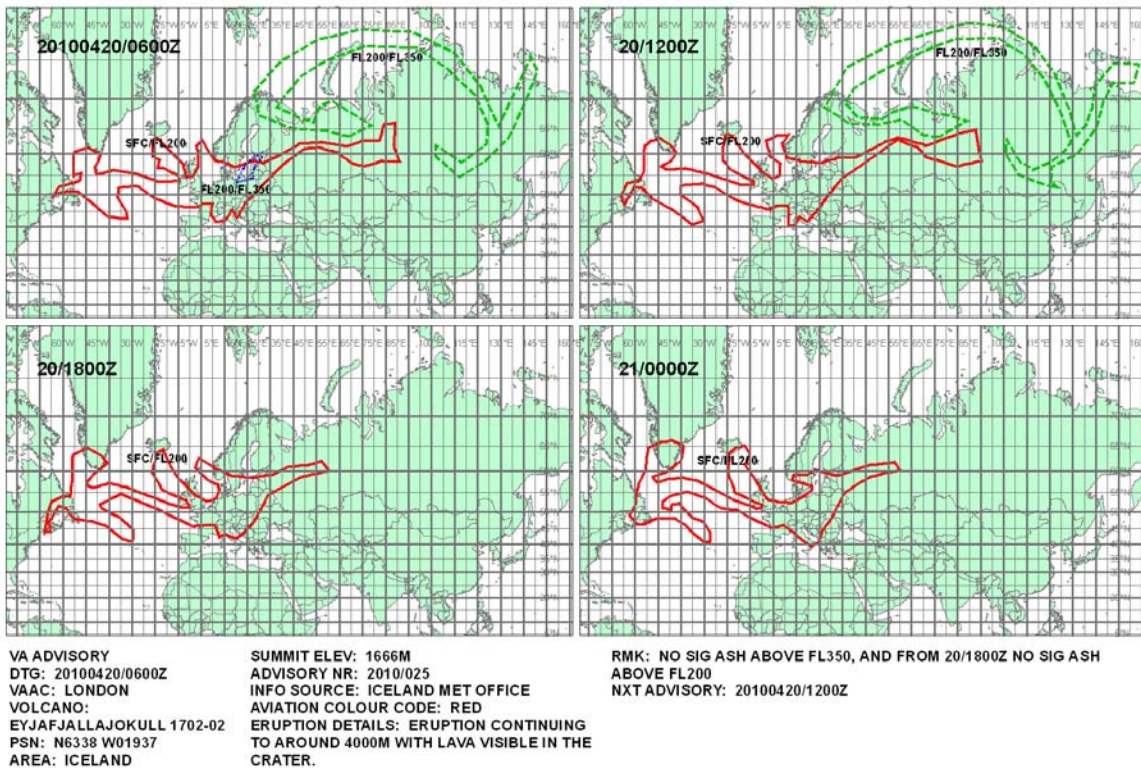 20100420/0600Z
FL200/FL350
SFC/FL200
FL200/FL350
20/1200Z
FL200/FL350
SFC/FL200
20/1800Z
SFC/FL200
21/0000Z
SFC/FL200
VA ADVISORY
DTG: 20100420/0600Z
VAAC: LONDON
VOLCANO:
EYJAFJALLAJOKULL 1702-02
PSN: N6338 W01937
AREA: ICELAND
SUMMIT ELEV: 1666M
ADVISORY NR: 2010/025
INFO SOURCE: ICELAND MET OFFICE
AVIATION COLOUR CODE: RED
ERUPTION DETAILS: ERUPTION CONTINUING
TO AROUND 4000M WITH LAVA VISIBLE IN THE
CRATER.
RMK: NO SIG ASH ABOVE FL350, AND FROM 20/1800Z NO SIG ASH
ABOVE FL200
NXT ADVISORY: 20100420/1200Z